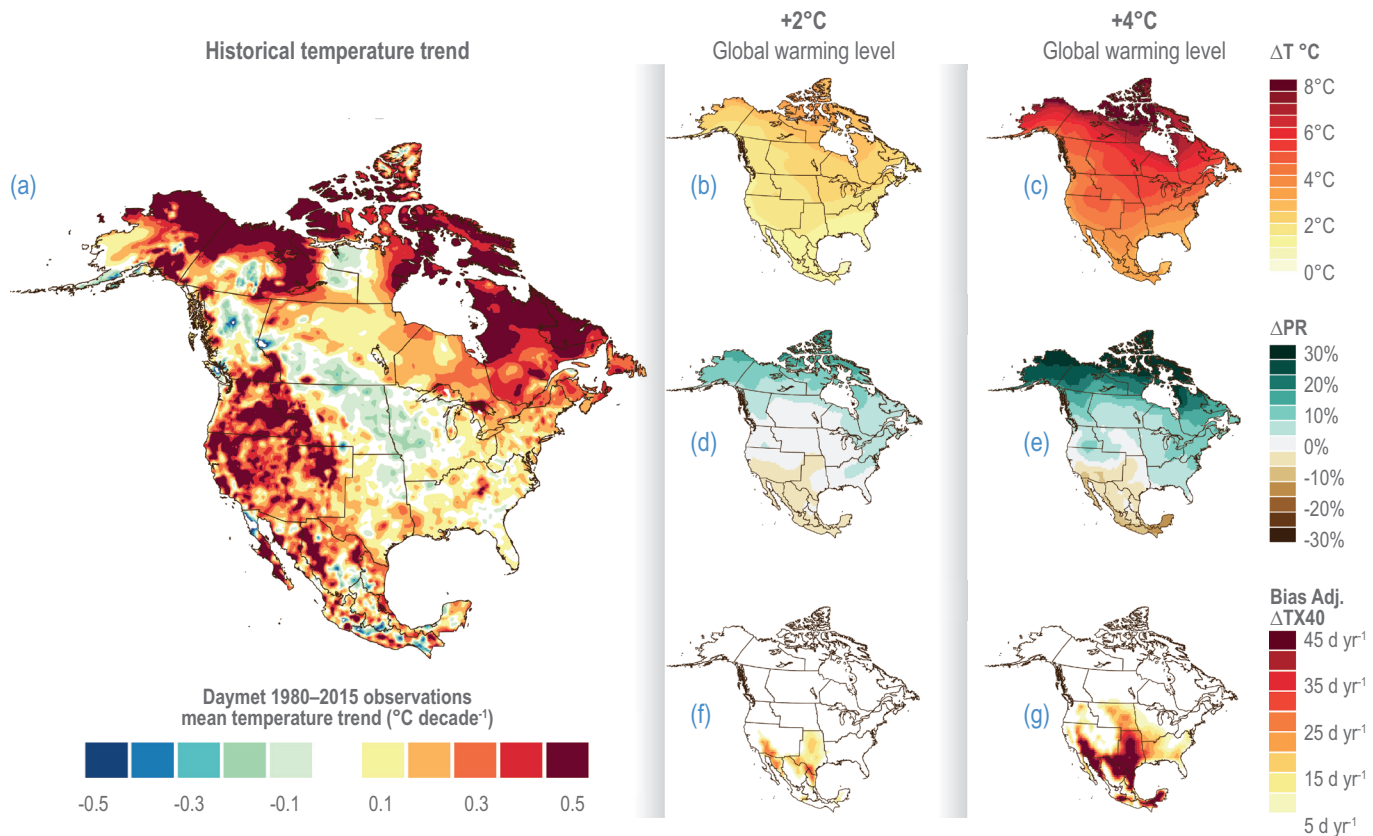 Historical temperature trend
+2°C
Global warming level
+4°C
Global warming level
ΔT °C
8°C
6°C
4°C
2°C
0°C
(a)
(b)
(c)
ΔPR
30%
20%
10%
0%
-10%
-20%
-30%
(d)
(e)
Bias Adj.
ΔTX40
45 d yr⁻¹
35 d yr⁻¹
25 d yr⁻¹
15 d yr⁻¹
5 d yr⁻¹
(f)
(g)
Daymet 1980–2015 observations
mean temperature trend (°C decade⁻¹)
-0.5 -0.3 -0.1 0.1 0.3 0.5